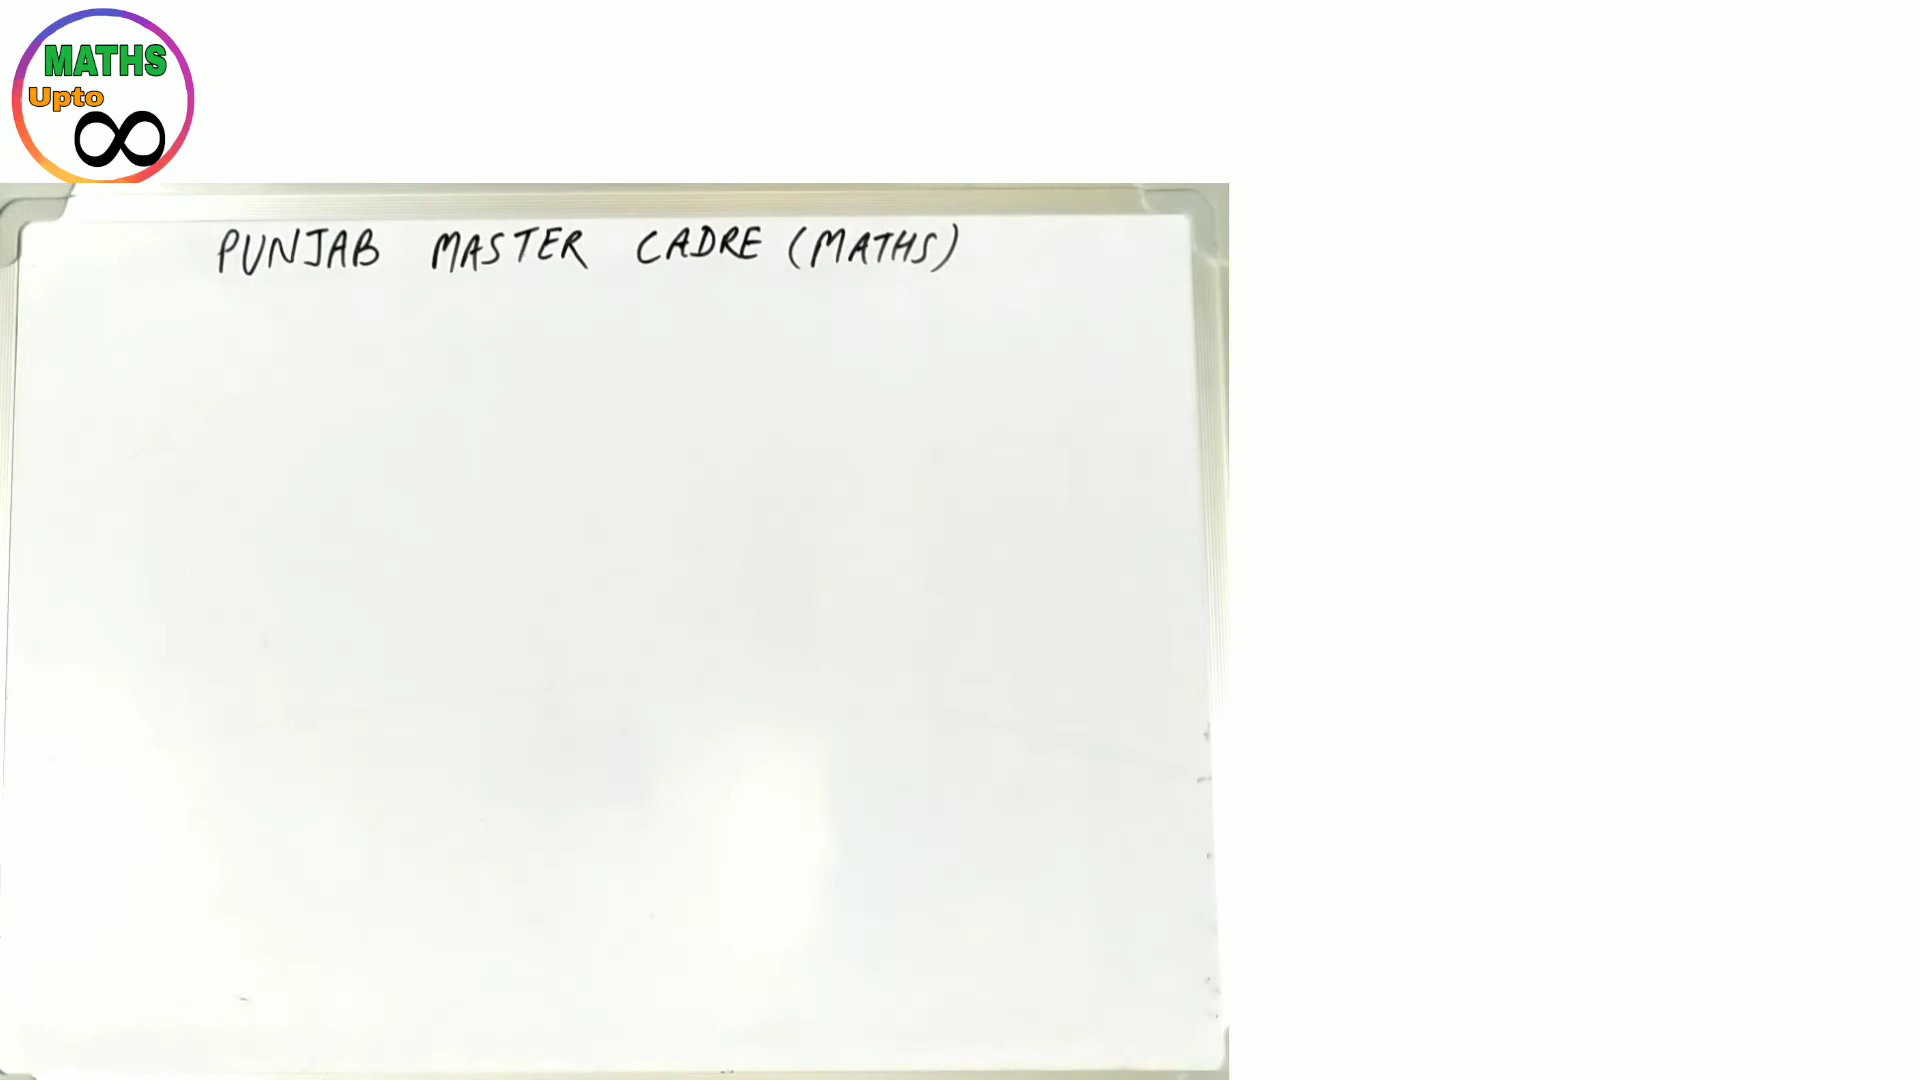 MATHS
Upto
∞
PUNJAB MASTER CADRE (MATHS)